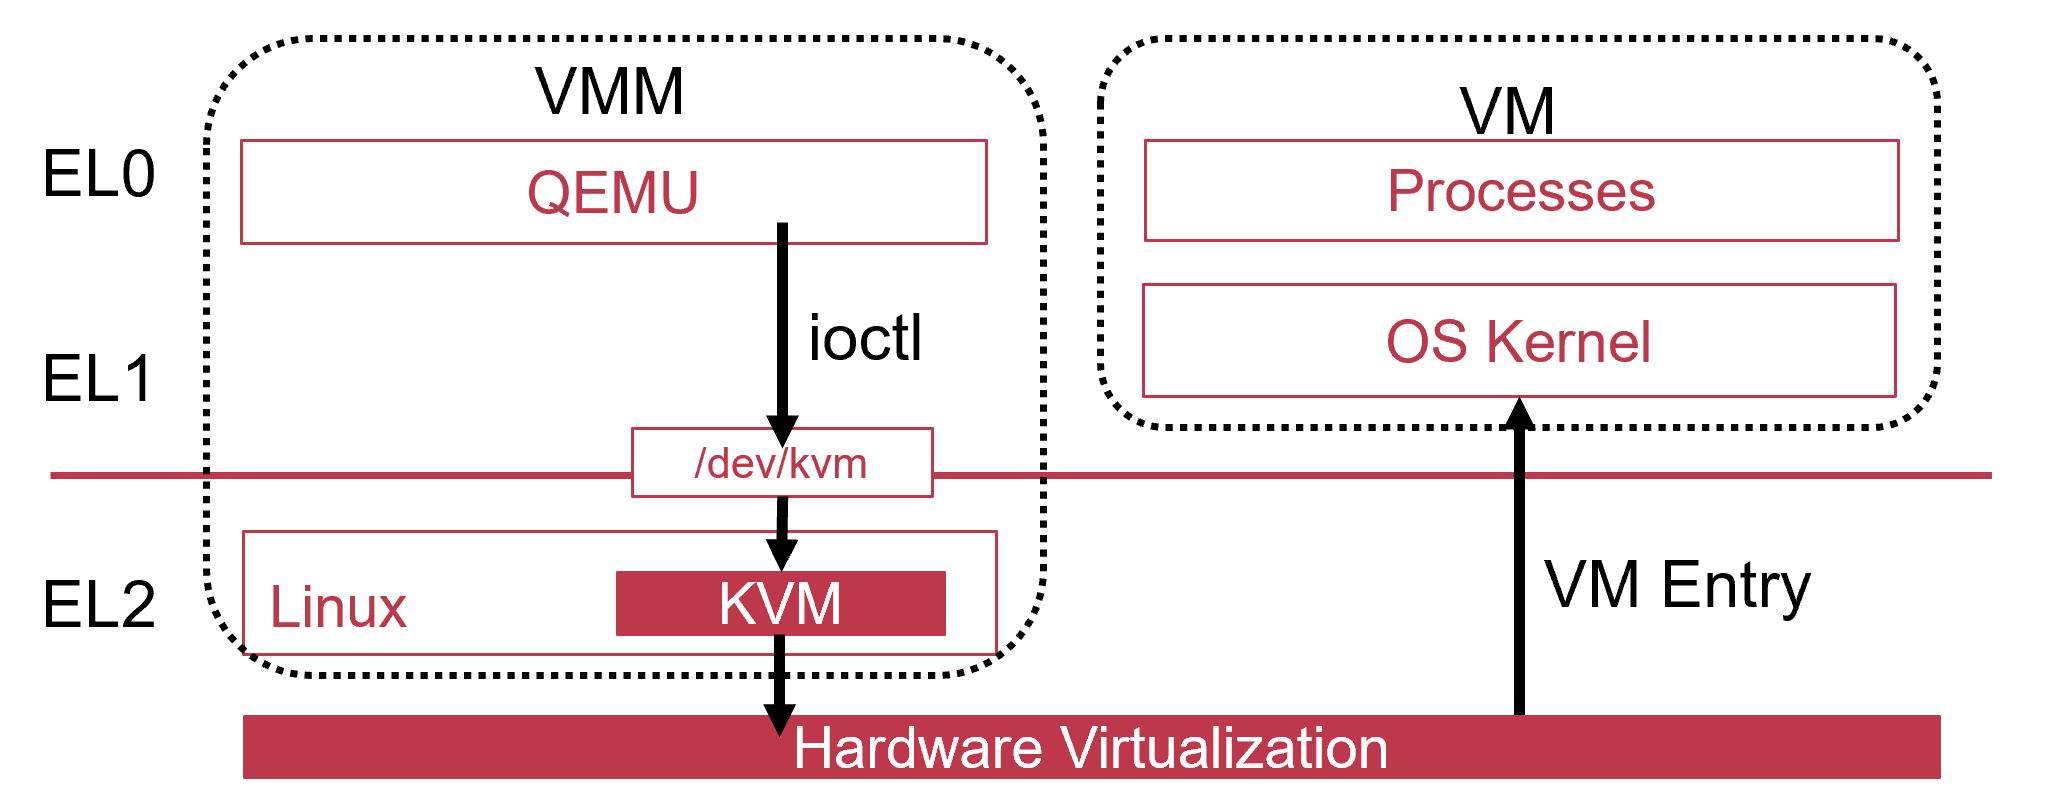 VMM
VM
EL0
QEMU
Processes
ioctl
OS Kernel
EL1
/dev/kvm
EL2
Linux
KVM
VM Entry
Hardware Virtualization